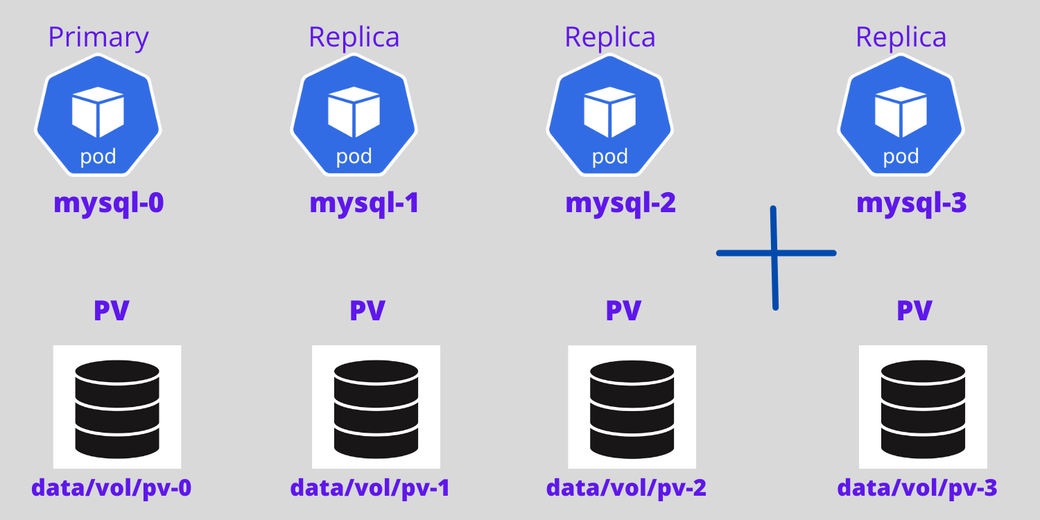 Primary
Replica
Replica
Replica
pod
pod
pod
pod
mysql-0
mysql-1
mysql-2
mysql-3
PV
PV
PV
PV
data/vol/pv-0
data/vol/pv-1
data/vol/pv-2
data/vol/pv-3